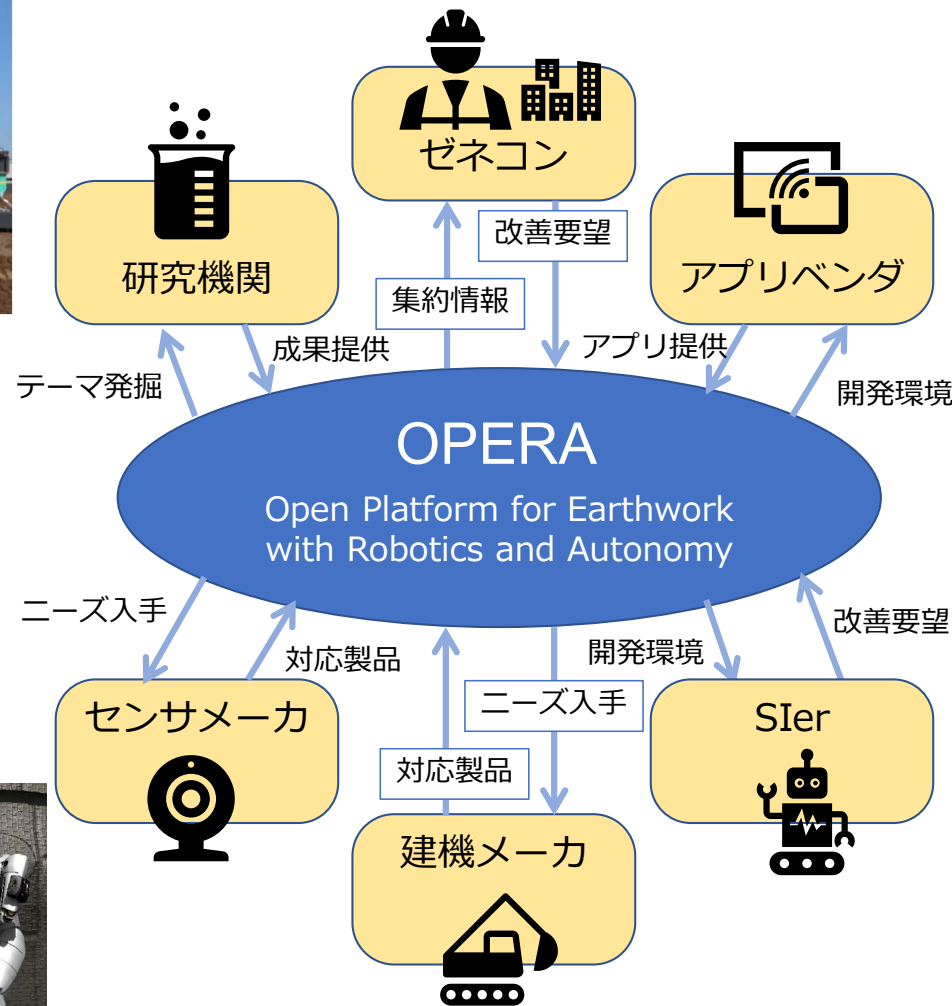 ゼネコン
研究機関
アプリベンダ
改善要望
集約情報
成果提供
アプリ提供
テーマ発掘
開発環境
OPERA
Open Platform for Earthwork
with Robotics and Autonomy
ニーズ入手
対応製品
開発環境
改善要望
センサメーカ
ニーズ入手
SIer
対応製品
建機メーカ